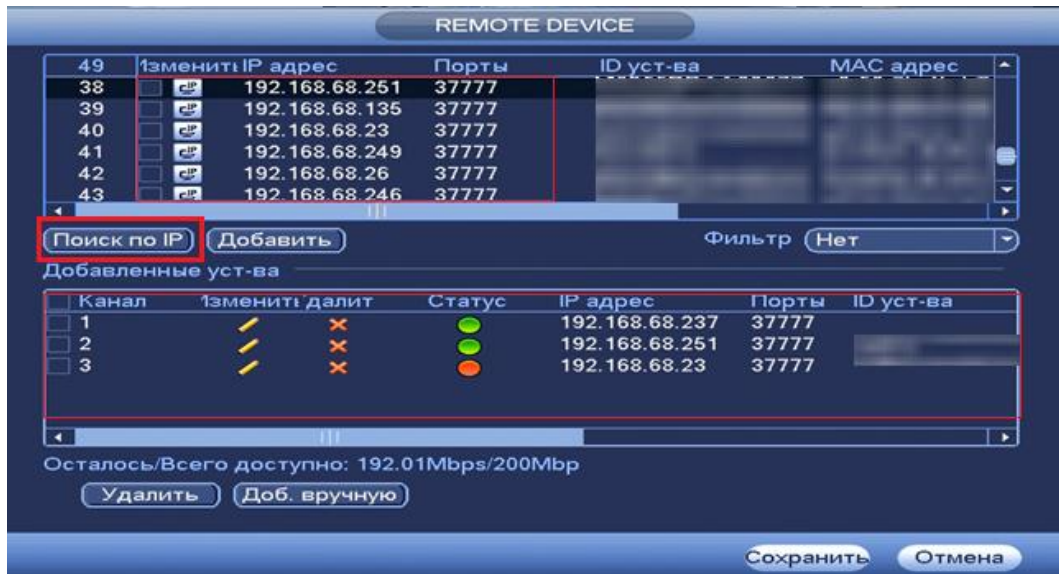 REMOTE DEVICE
49 Изменить IP адрес Порты ID уст-ва MAC адрес
38 192.168.68.251 37777
39 192.168.68.135 37777
40 192.168.68.23 37777
41 192.168.68.249 37777
42 192.168.68.26 37777
43 192.168.68.246 37777
Поиск по IP Добавить Фильтр Нет
Добавленные уст-ва
Канал Изменить далит Статус IP адрес Порты ID уст-ва
1 192.168.68.237 37777
2 192.168.68.251 37777
3 192.168.68.23 37777
Осталось/Всего доступно: 192.01Mbps/200Mbp
Удалить Доб. вручную
Сохранить Отмена